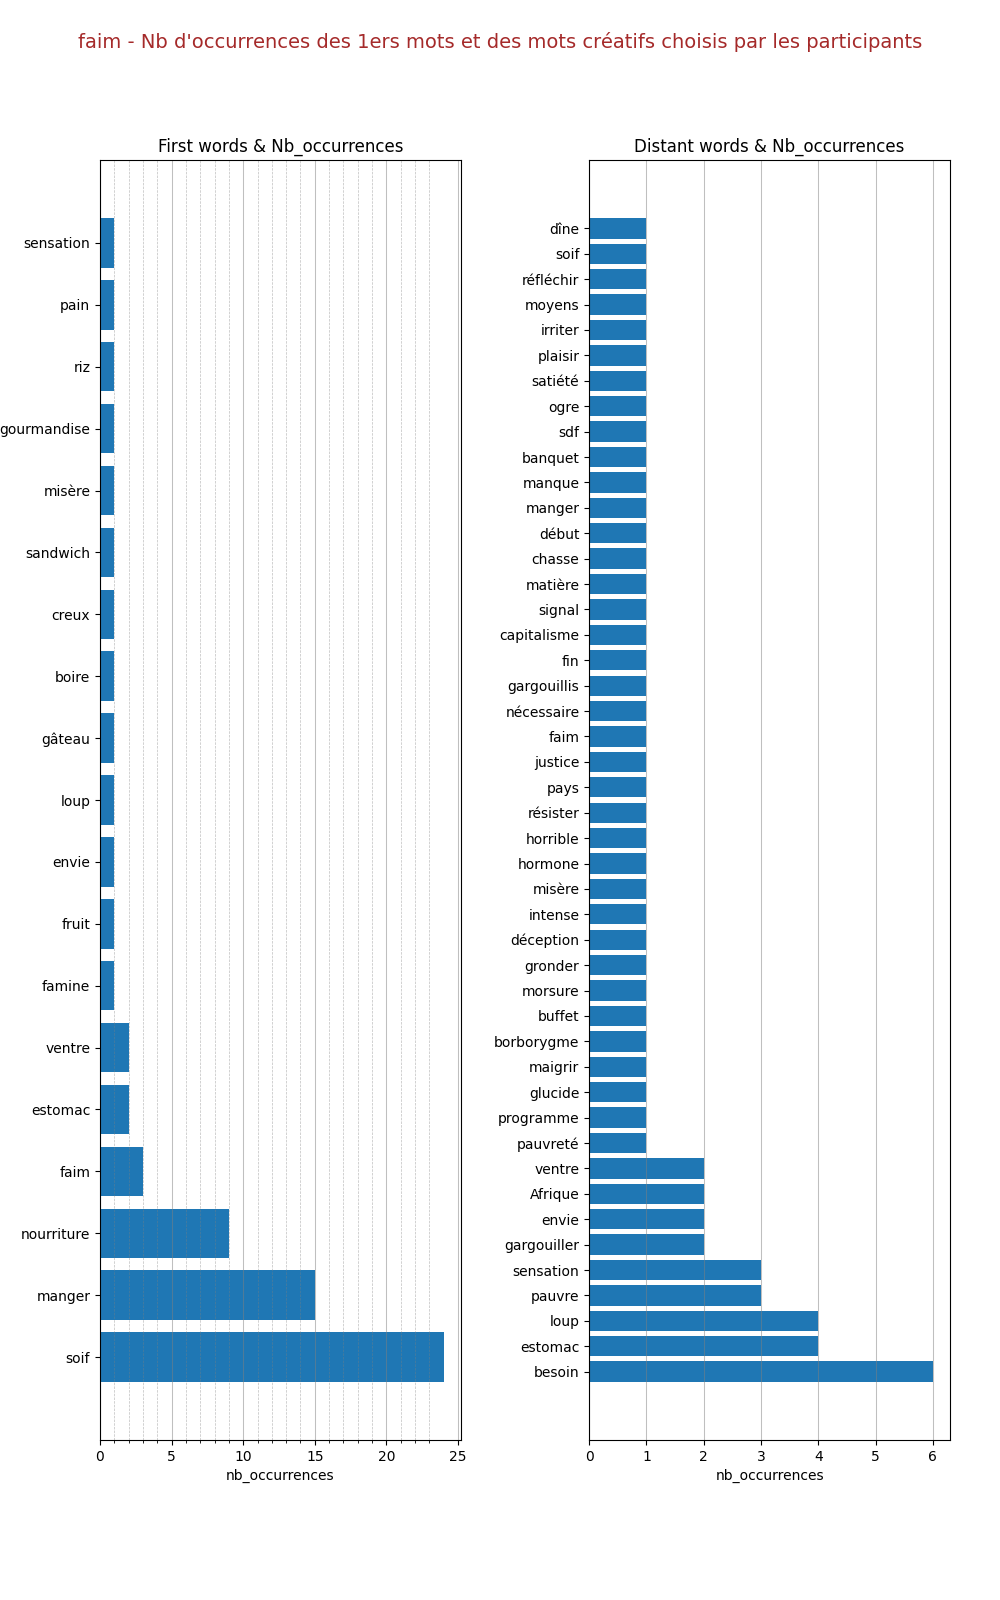 faim - Nb d'occurrences des 1ers mots et des mots créatifs choisis par les participants
First words & Nb_occurrences
sensation
pain
riz
gourmandise
misère
sandwich
creux
boire
gâteau
loup
envie
fruit
famine
ventre
estomac
faim
nourriture
manger
soif
0 5 10 15 20 25
nb_occurrences
Distant words & Nb_occurrences
dîne
soif
réfléchir
moyens
irriter
plaisir
satiété
ogre
sdf
banquet
manque
manger
début
chasse
matière
signal
capitalisme
fin
gargouillis
nécessaire
faim
justice
pays
résister
horrible
hormone
misère
intense
déception
gronder
morsure
buffet
borborygme
maigrir
glucide
programme
pauvreté
ventre
Afrique
envie
gargouiller
sensation
pauvre
loup
estomac
besoin
0 1 2 3 4 5 6
nb_occurrences